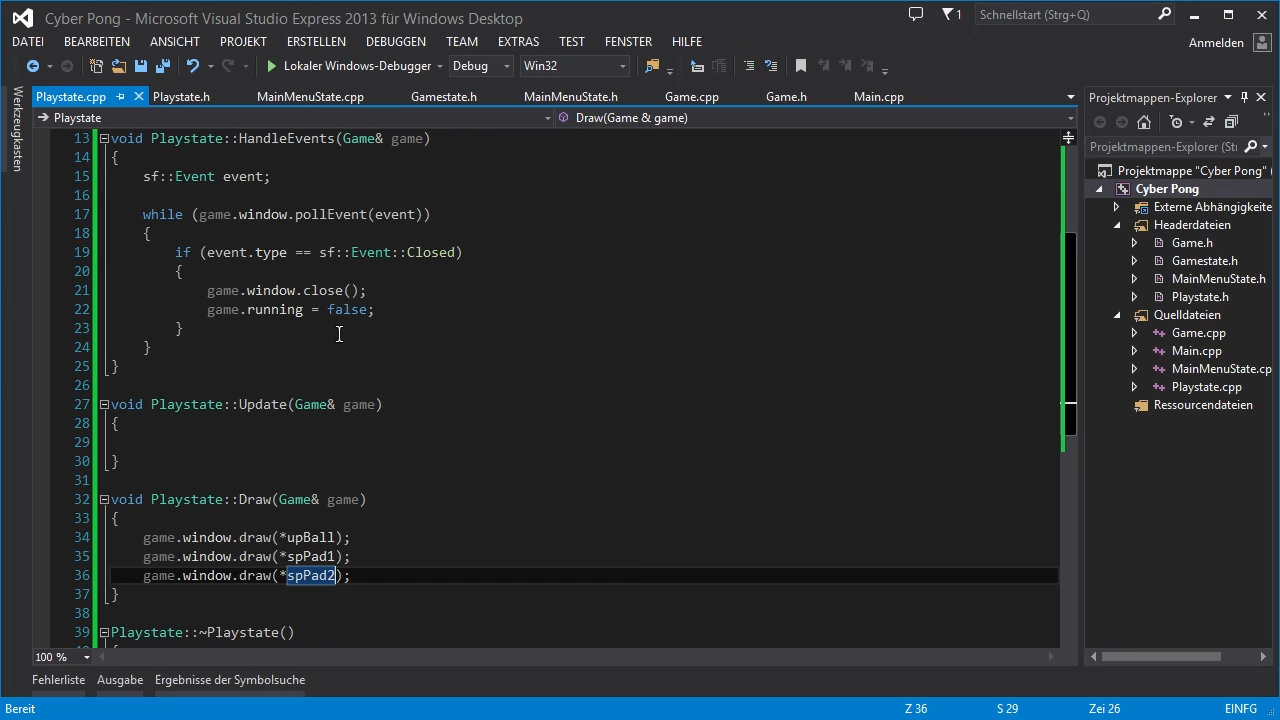 Cyber Pong - Microsoft Visual Studio Express 2013 für Windows Desktop
1
Schnellstart (Strg+Q)
DATEI BEARBEITEN ANSICHT PROJEKT ERSTELLEN DEBUGGEN TEAM EXTRAS TEST FENSTER HILFE
Anmelden
Lokaler Windows-Debugger Debug Win32
Werkzeugkasten
Playstate.cpp Playstate.h MainMenuState.cpp Gamestate.h MainMenuState.h Game.cpp Game.h Main.cpp
Playstate Draw(Game & game)
13 void Playstate::HandleEvents(Game& game)
14 {
15 sf::Event event;
16
17 while (game.window.pollEvent(event))
18 {
19 if (event.type == sf::Event::Closed)
20 {
21 game.window.close();
22 game.running = false;
23 }
24 }
25 }
26
27 void Playstate::Update(Game& game)
28 {
29
30 }
31
32 void Playstate::Draw(Game& game)
33 {
34 game.window.draw(*upBall);
35 game.window.draw(*spPad1);
36 game.window.draw(*spPad2);
37 }
38
39 Playstate::~Playstate()
100 %
Projektmappen-Explorer
Projektmappen-Explorer (Str
Projektmappe "Cyber Pong" (
Cyber Pong
Externe Abhängigkeite
Headerdateien
Game.h
Gamestate.h
MainMenuState.h
Playstate.h
Quelldateien
Game.cpp
Main.cpp
MainMenuState.cp
Playstate.cpp
Ressourcendateien
Fehlerliste Ausgabe Ergebnisse der Symbolsuche
Bereit Z 36 S 29 Zei 26 EINFG